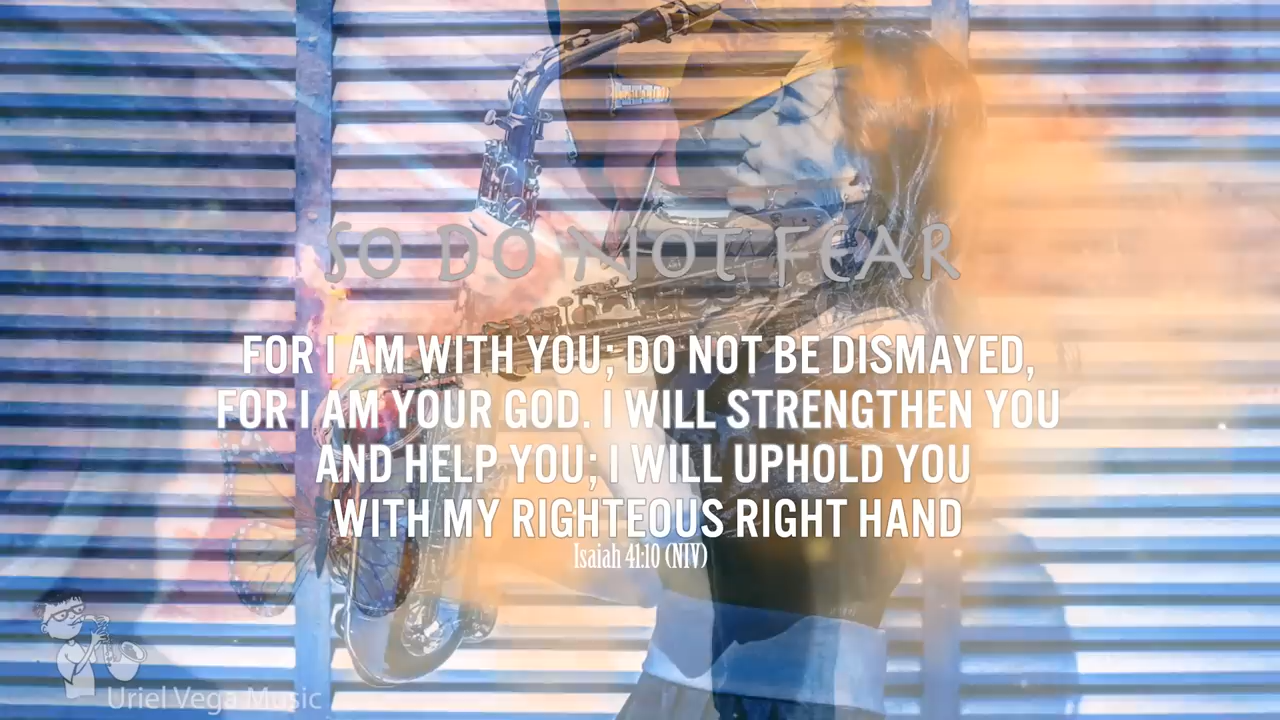 SO DO NOT FEAR
FOR I AM WITH YOU; DO NOT BE DISMAYED,
FOR I AM YOUR GOD. I WILL STRENGTHEN YOU
AND HELP YOU; I WILL UPHOLD YOU
WITH MY RIGHTEOUS RIGHT HAND
Isaiah 41:10 (NIV)
Uriel Vega Music